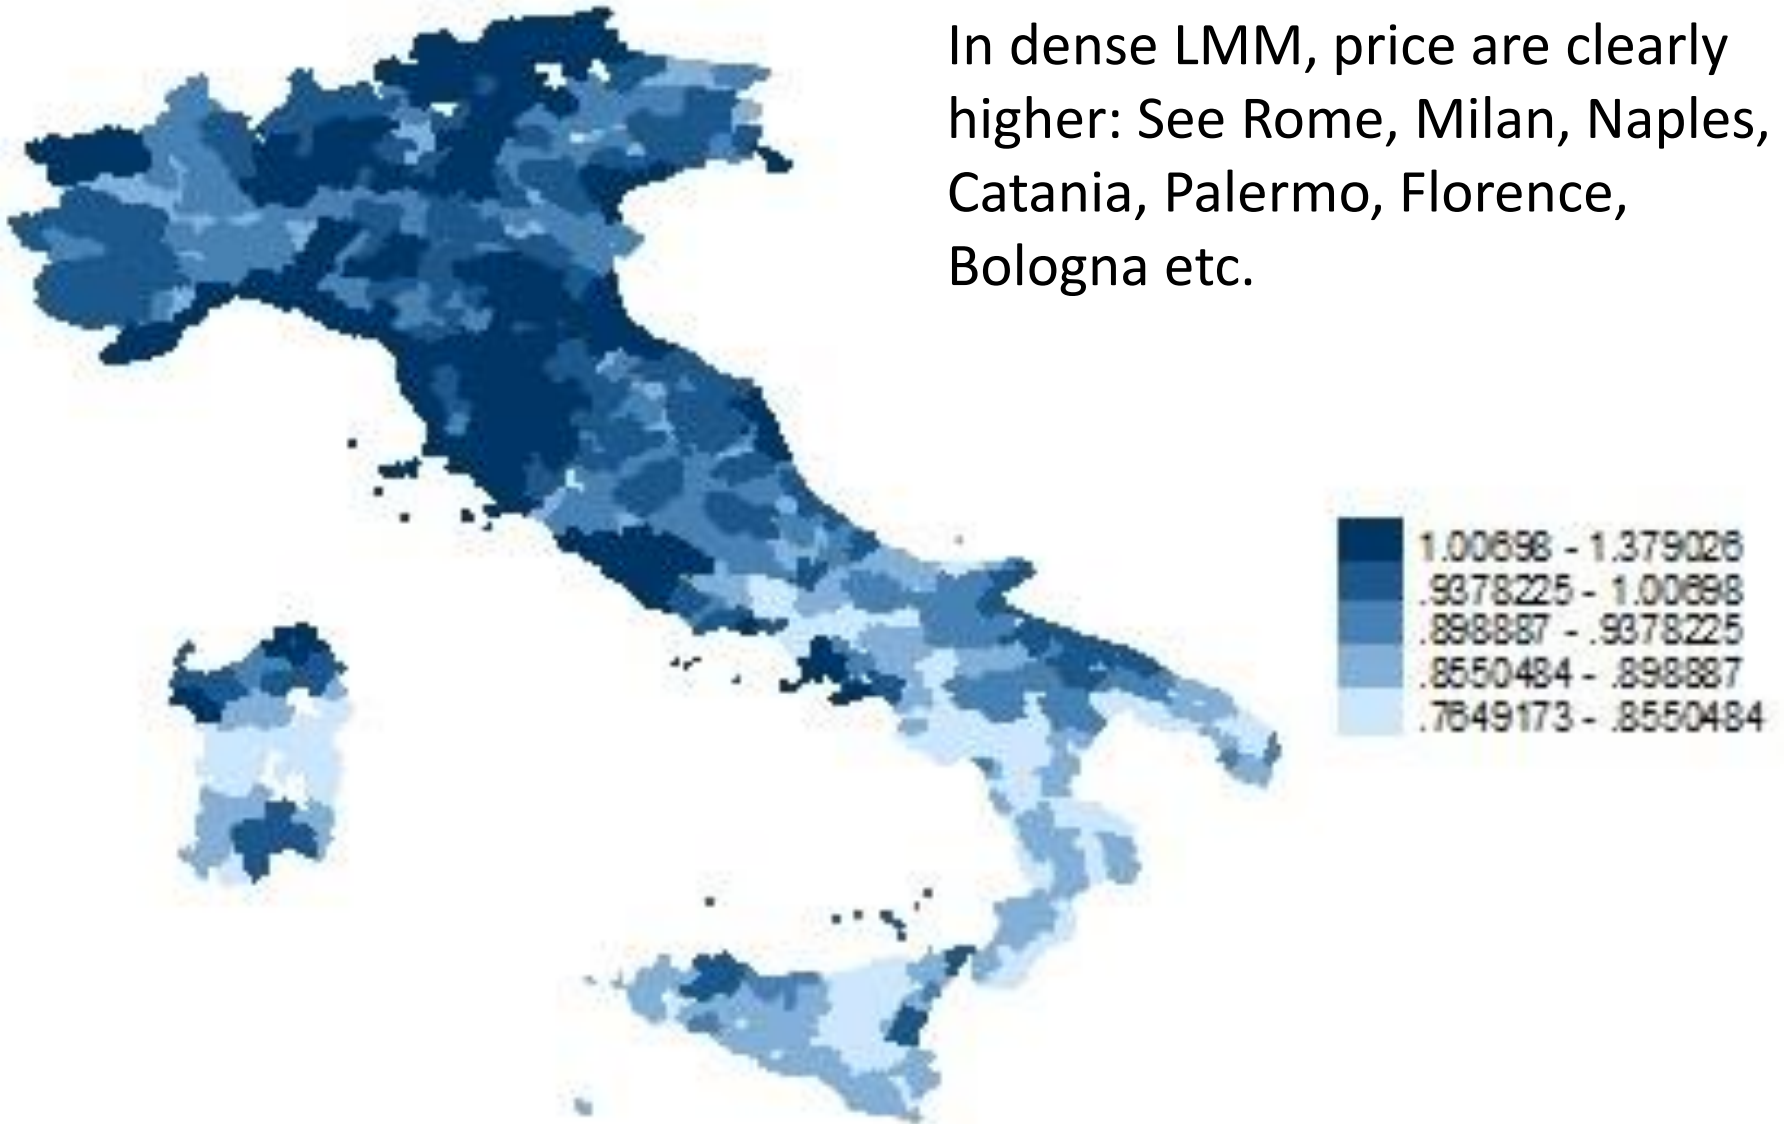 In dense LMM, price are clearly
higher: See Rome, Milan, Naples,
Catania, Palermo, Florence,
Bologna etc.
1.00698 - 1.379026
.9378225 - 1.00698
.898887 - .9378225
.8550484 - .898887
.7649173 - .8550484